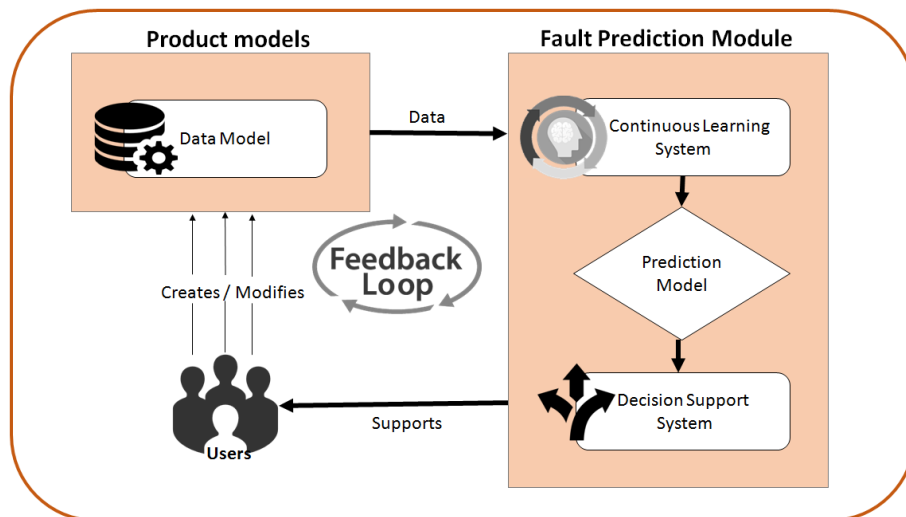 Product models
Fault Prediction Module
Data Model
Data
Continuous Learning
System
Feedback
Loop
Prediction
Model
Creates / Modifies
Decision Support
System
Supports
Users